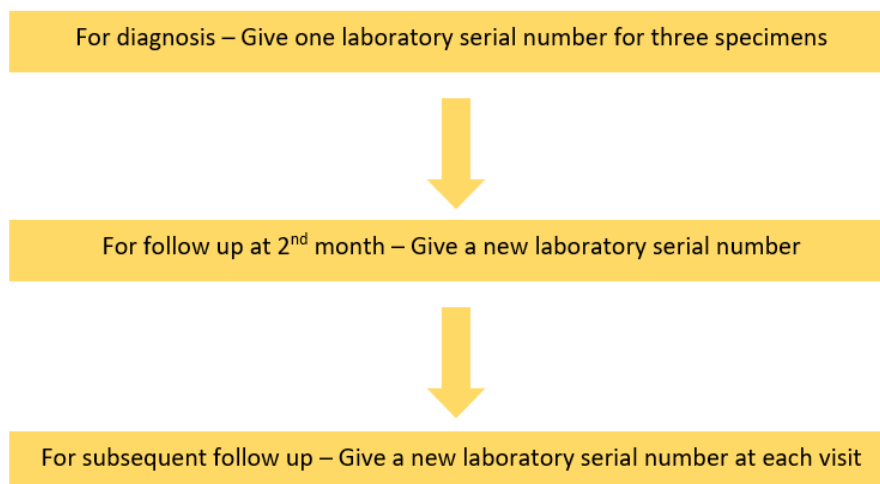 For diagnosis – Give one laboratory serial number for three specimens
For follow up at 2nd month – Give a new laboratory serial number
For subsequent follow up – Give a new laboratory serial number at each visit